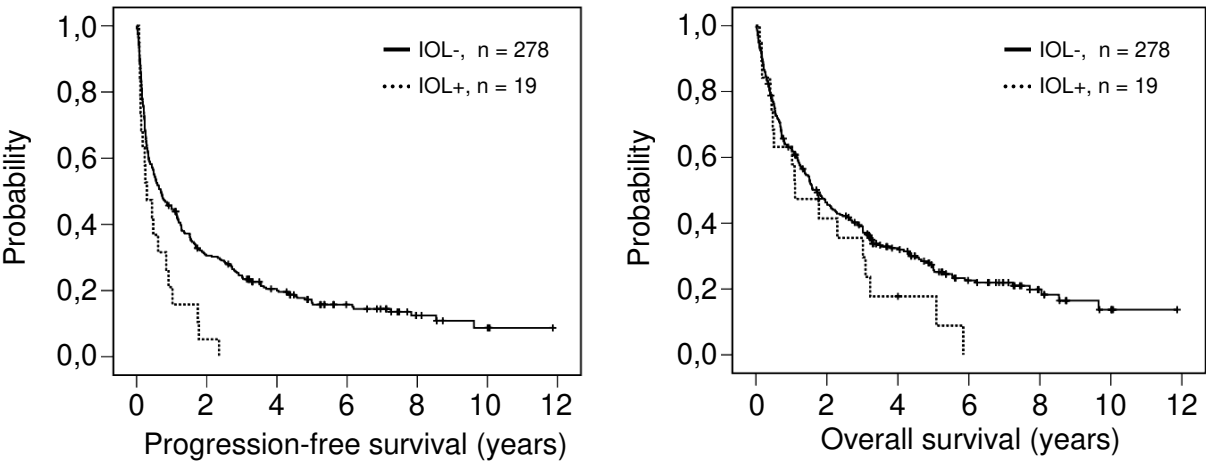 1,0
0,8
0,6
0,4
0,2
0,0
Probability
IOL-, n = 278
IOL+, n = 19
0 2 4 6 8 10 12
Progression-free survival (years)
1,0
0,8
0,6
0,4
0,2
0,0
Probability
IOL-, n = 278
IOL+, n = 19
0 2 4 6 8 10 12
Overall survival (years)